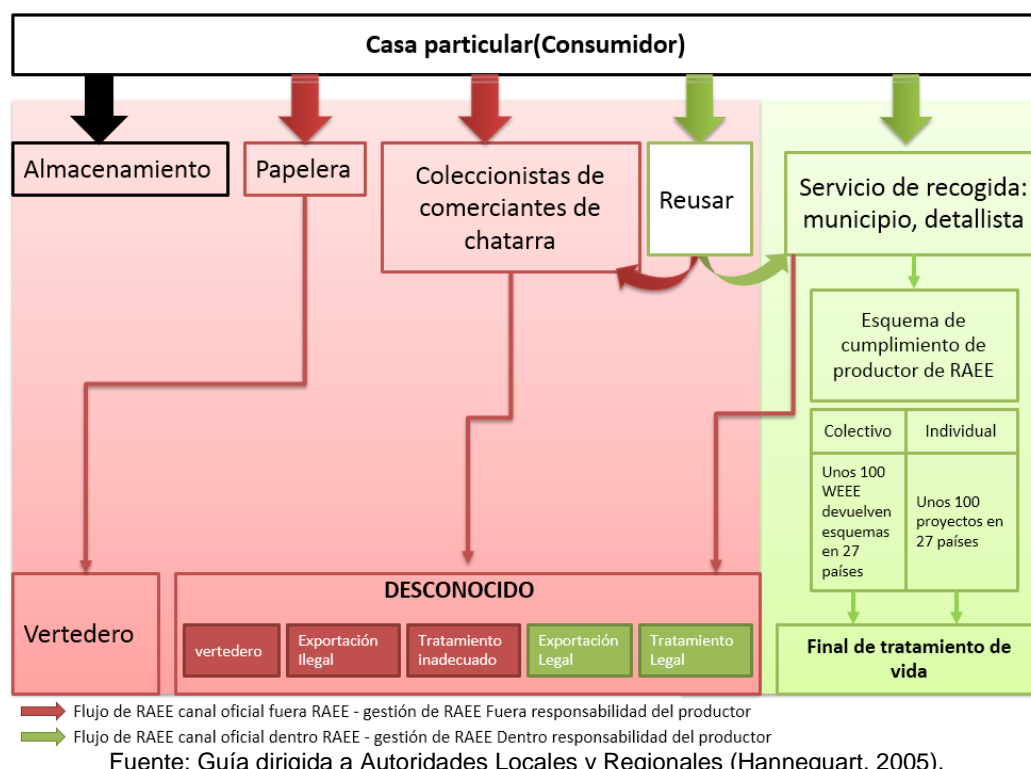 Casa particular(Consumidor)
Almacenamiento
Papelera
Coleccionistas de
comerciantes de
chatarra
Reusar
Servicio de recogida:
municipio, detallista
Esquema de
cumplimiento de
productor de RAEE
Colectivo
Individual
Unos 100
WEEE
devuelven
esquemas
en 27
países
Unos 100
proyectos en
27 países
Vertedero
DESCONOCIDO
vertedero
Exportación
Ilegal
Tratamiento
inadecuado
Exportación
Legal
Tratamiento
Legal
Final de tratamiento de
vida
Flujo de RAEE canal oficial fuera RAEE - gestión de RAEE Fuera responsabilidad del productor
Flujo de RAEE canal oficial dentro RAEE - gestión de RAEE Dentro responsabilidad del productor
Fuente: Guía dirigida a Autoridades Locales y Regionales (Hannequart, 2005).